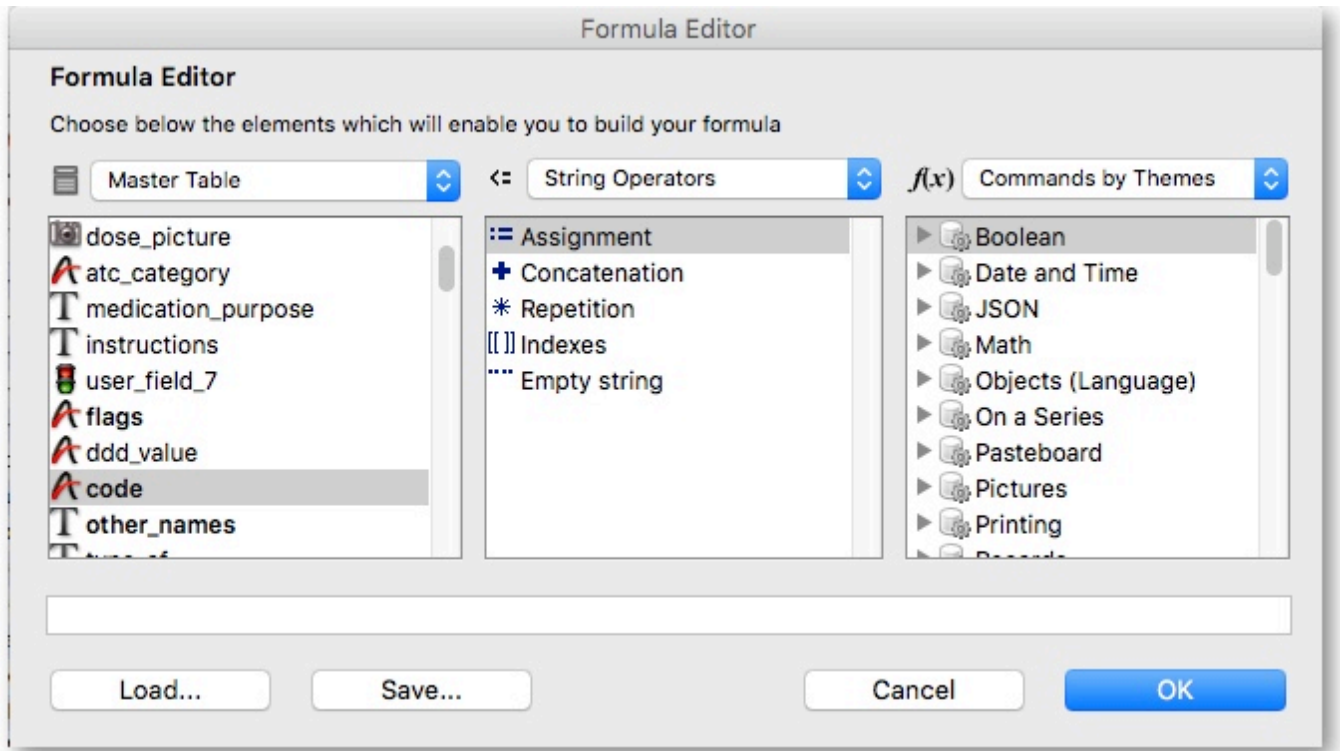 Formula Editor
Formula Editor
Choose below the elements which will enable you to build your formula
Master Table
dose_picture
atc_category
medication_purpose
instructions
user_field_7
flags
ddd_value
code
other_names
<= String Operators
:= Assignment
+ Concatenation
* Repetition
[[ ]] Indexes
"" Empty string
f(x) Commands by Themes
Boolean
Date and Time
JSON
Math
Objects (Language)
On a Series
Pasteboard
Pictures
Printing
Load...
Save...
Cancel
OK